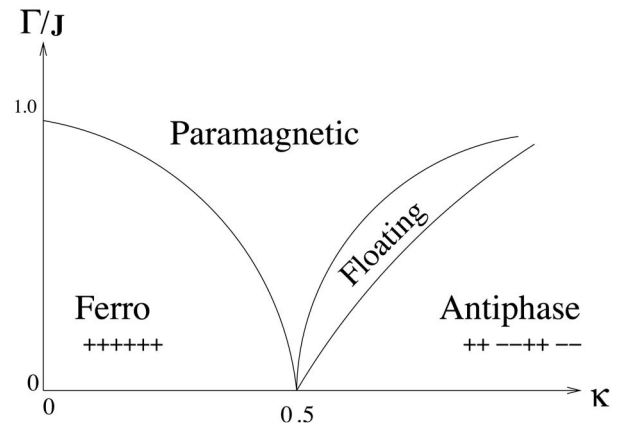 Γ/J
1.0
Paramagnetic
Floating
Ferro
++++++
Antiphase
++ −−++ −−
0
0
0.5
κ